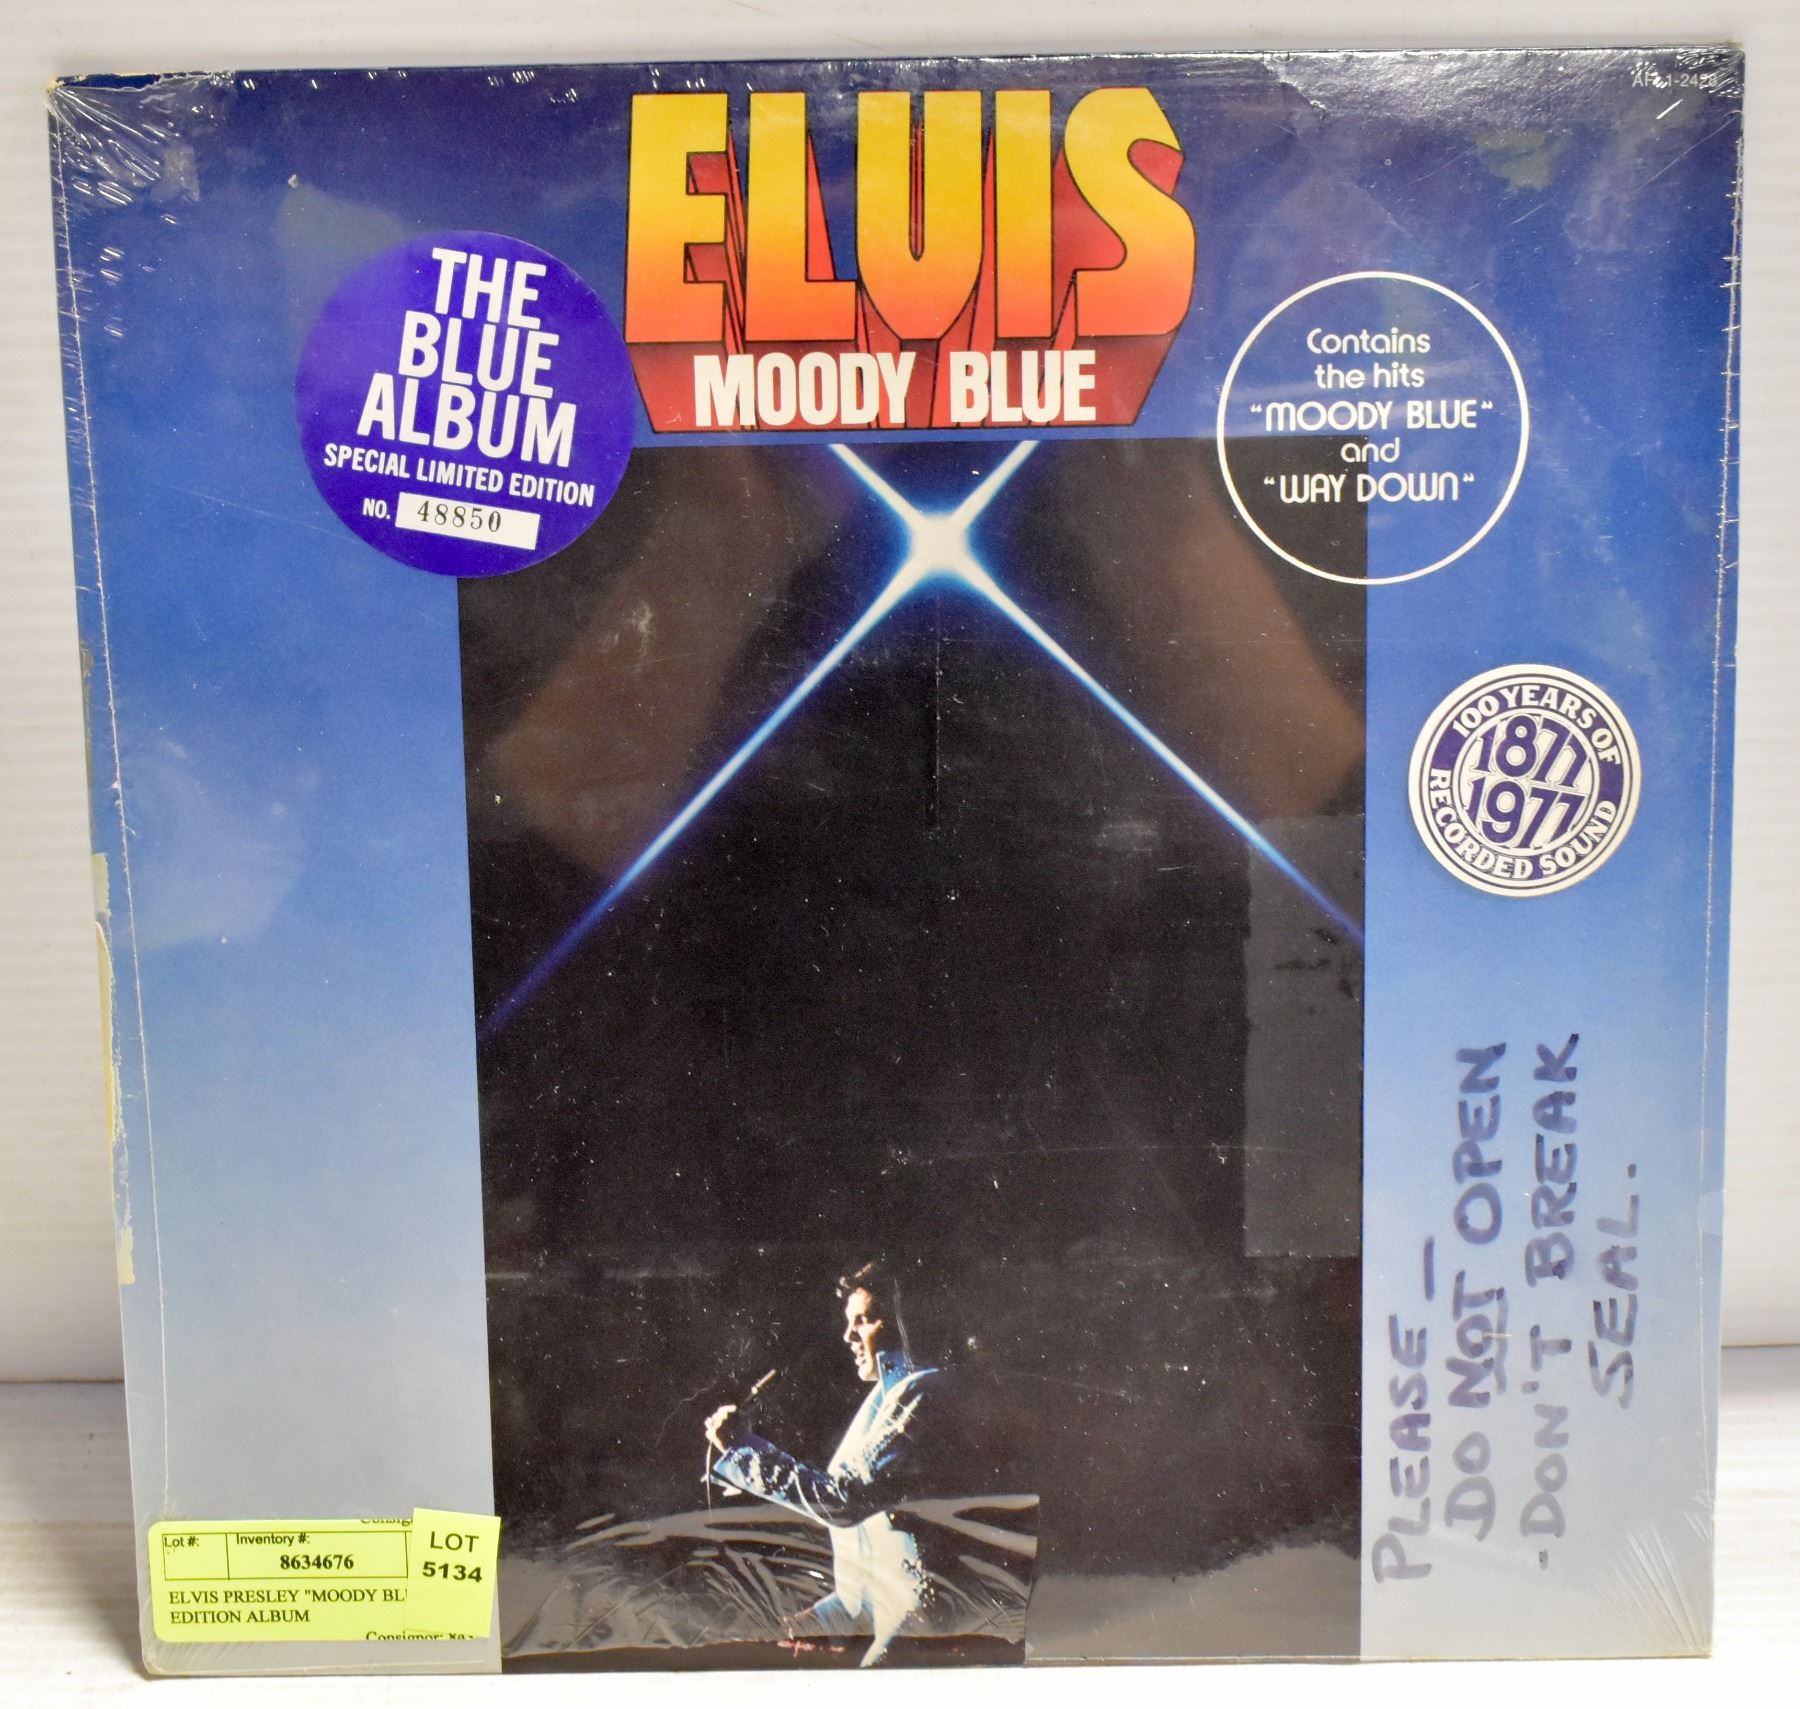 ELVIS
MOODY BLUE
THE
BLUE
ALBUM
SPECIAL LIMITED EDITION
NO. 48850
Contains
the hits
"MOODY BLUE"
and
"WAY DOWN"
100 YEARS OF
1877
1977
RECORDED SOUND
PLEASE —
DO NOT OPEN
- DON'T BREAK
SEAL.
Lot #: Inventory #:
8634676
LOT
5134
ELVIS PRESLEY "MOODY BL
EDITION ALBUM
Consignor: